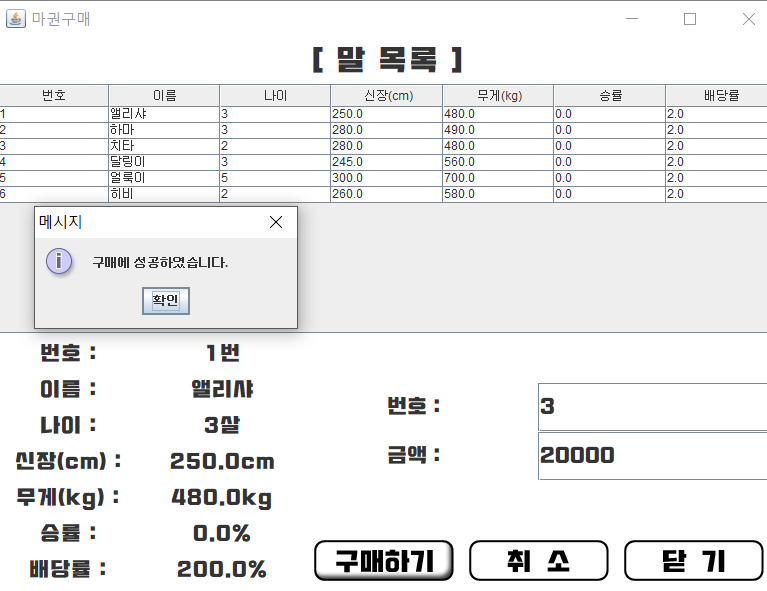 마권구매
[ 말 목록 ]
번호 이름 나이 신장(cm) 무게(kg) 승률 배당률
1 앨리샤 3 250.0 480.0 0.0 2.0
2 하마 3 280.0 490.0 0.0 2.0
3 치타 2 280.0 480.0 0.0 2.0
4 달링이 3 245.0 560.0 0.0 2.0
5 얼룩이 5 300.0 700.0 0.0 2.0
6 히비 2 260.0 580.0 0.0 2.0
메시지
구매에 성공하였습니다.
확인
번호 : 1번
이름 : 앨리샤
나이 : 3살
신장(cm) : 250.0cm
무게(kg) : 480.0kg
승률 : 0.0%
배당률 : 200.0%
번호 : 3
금액 : 20000
구매하기 취 소 닫 기